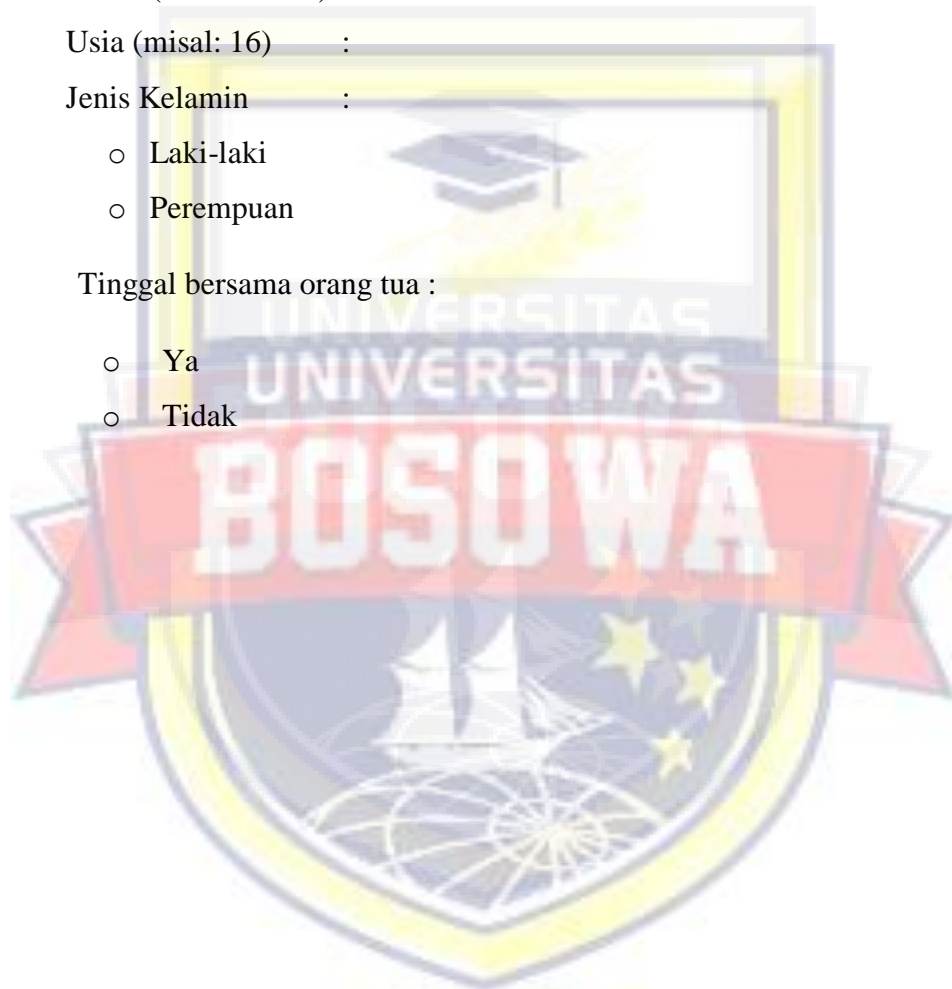 Usia (misal: 16) :
Jenis Kelamin :
o Laki-laki
o Perempuan
Tinggal bersama orang tua :
o Ya
o Tidak
UNIVERSITAS
UNIVERSITAS
BOSOWA